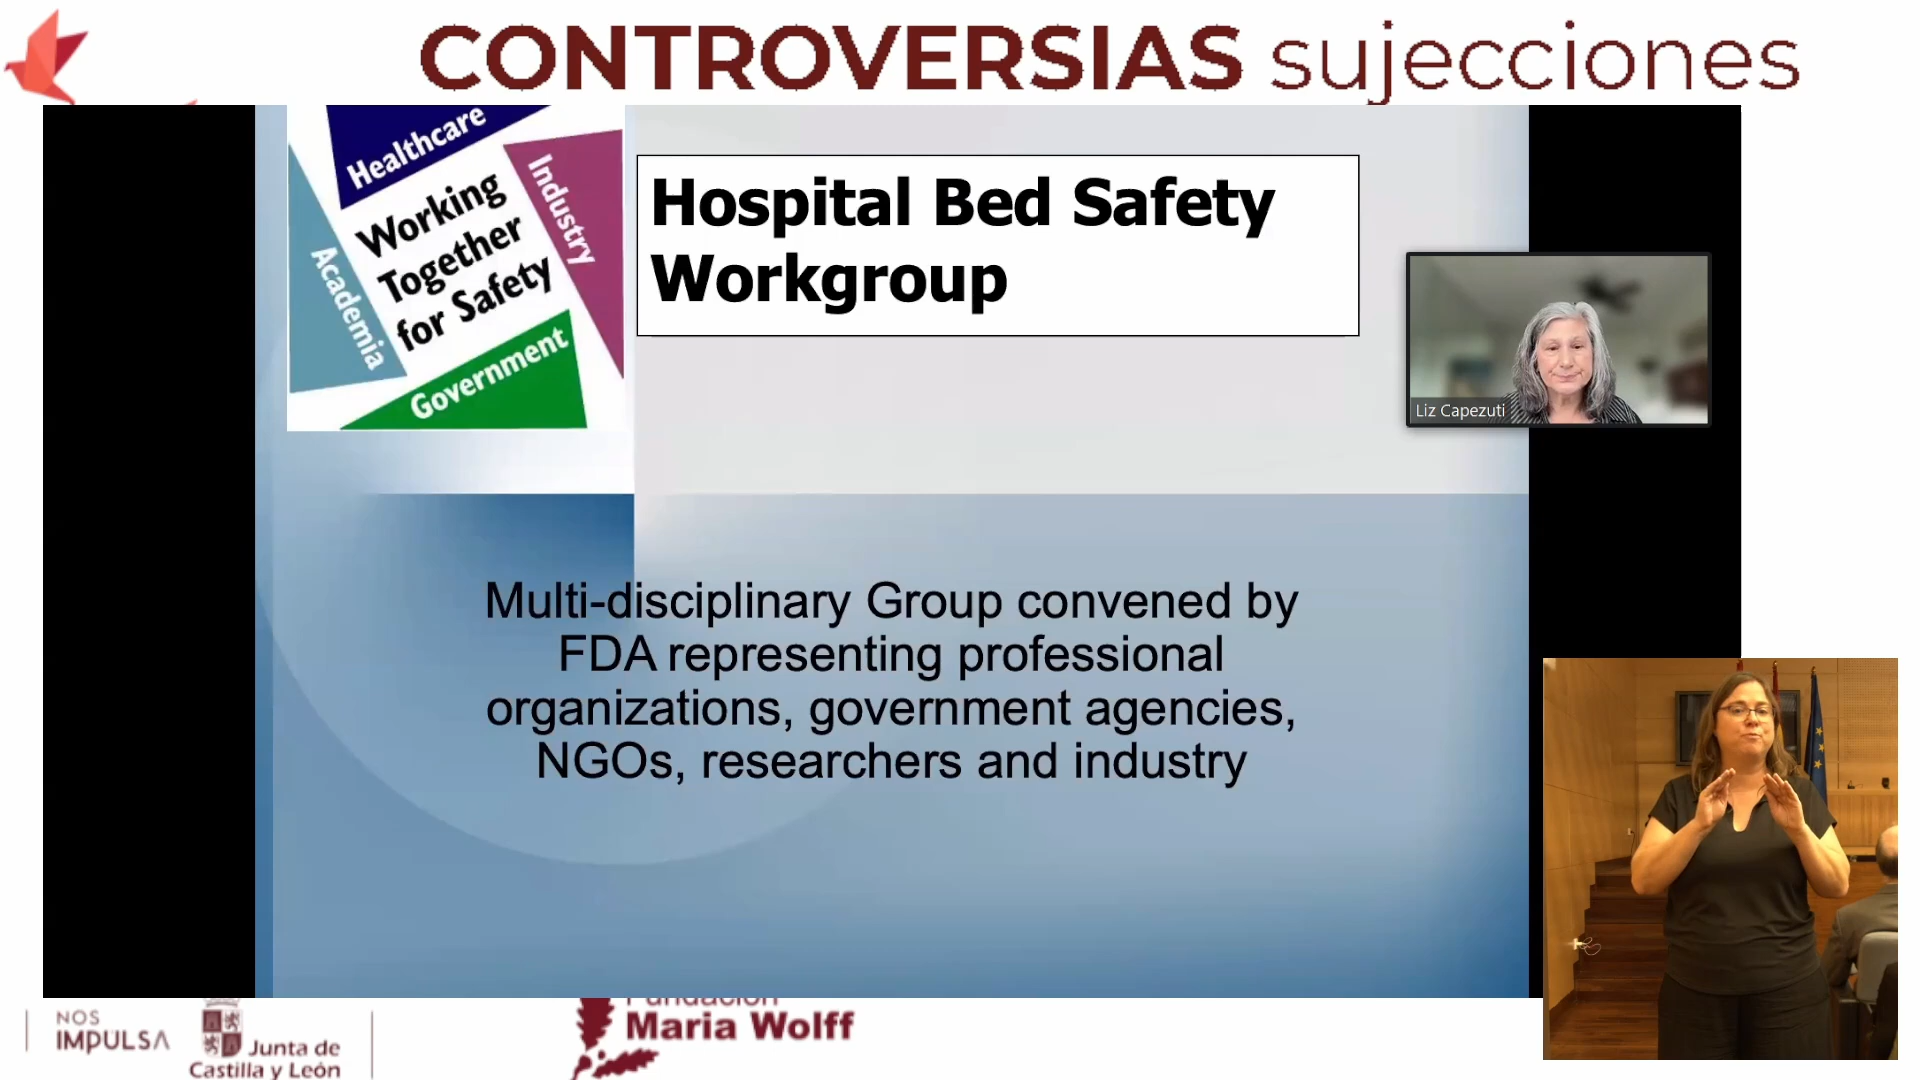 CONTROVERSIAS sujecciones
Healthcare
Industry
Academia
Government
Working
Together
for Safety
Hospital Bed Safety
Workgroup
Liz Capezuti
Multi-disciplinary Group convened by
FDA representing professional
organizations, government agencies,
NGOs, researchers and industry
NOS
IMPULSA
Junta de
Castilla y León
Fundación
Maria Wolff